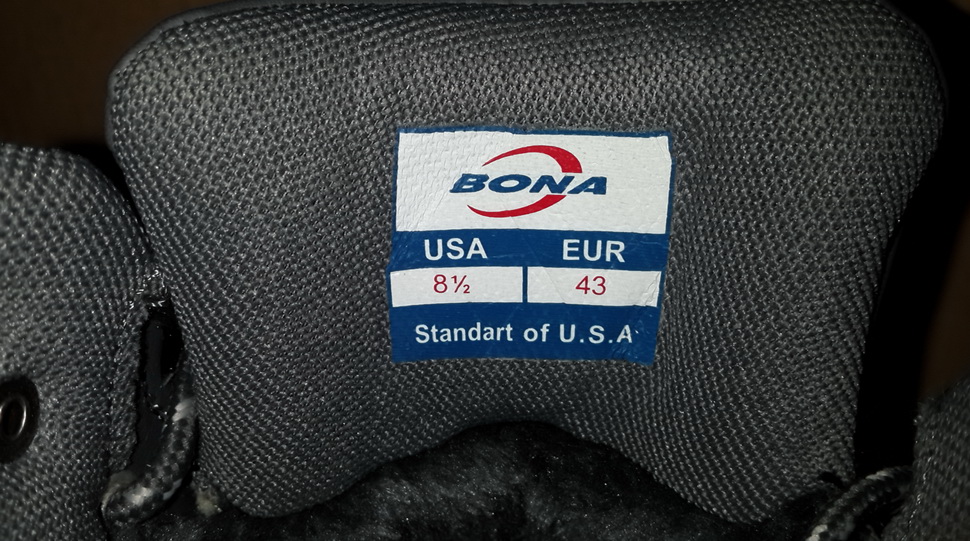 BONA
USA EUR
8½ 43
Standart of U.S.A